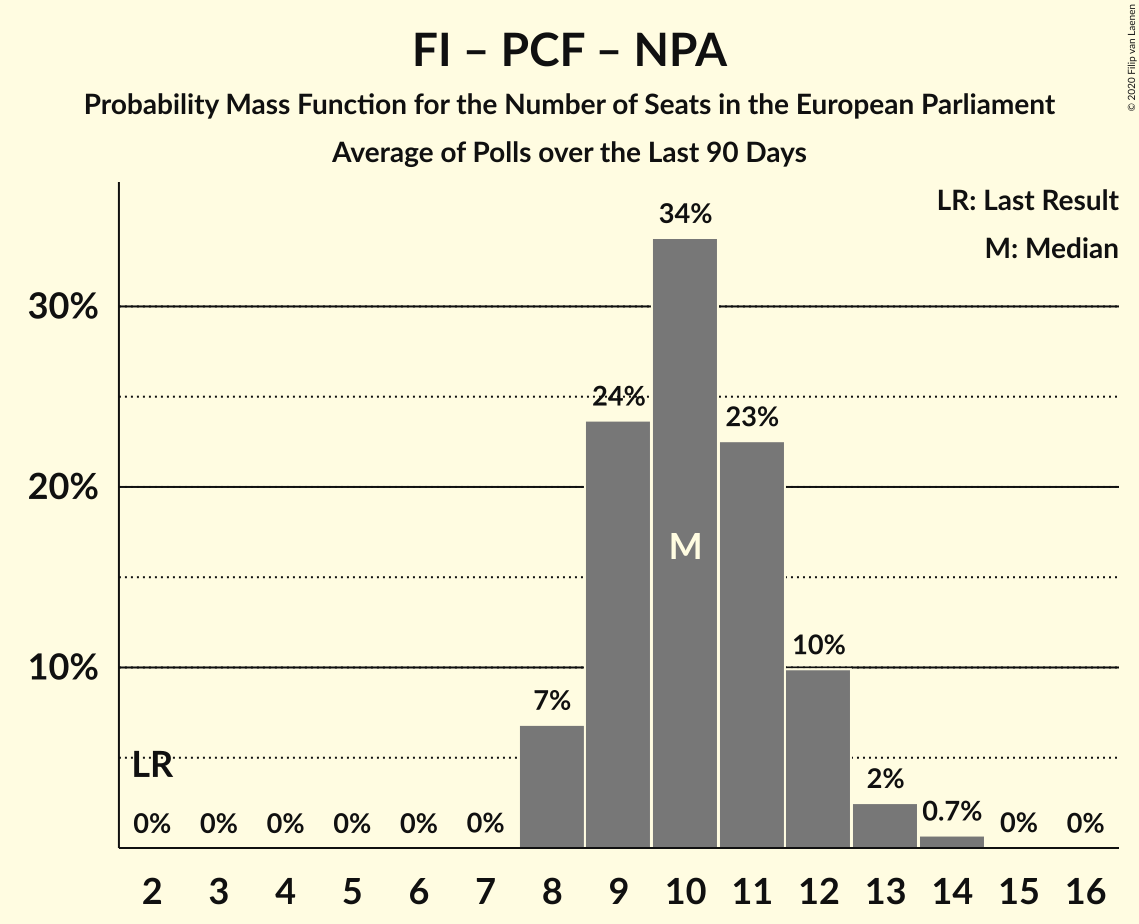 FI – PCF – NPA
Probability Mass Function for the Number of Seats in the European Parliament
Average of Polls over the Last 90 Days
© 2020 Filip van Laenen
LR: Last Result
M: Median
34%
30%
24%
23%
20%
M
10%
10%
7%
LR
2%
0.7%
0% 0% 0% 0% 0% 0% 0% 0%
2 3 4 5 6 7 8 9 10 11 12 13 14 15 16